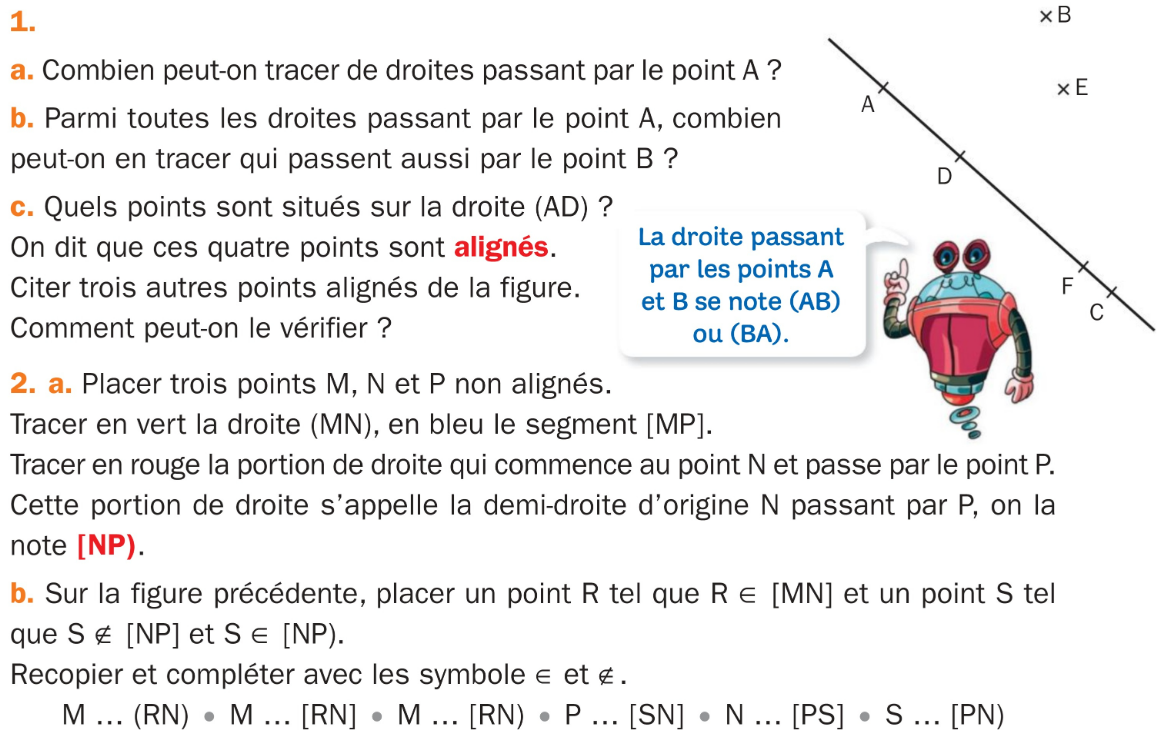 1.
a. Combien peut-on tracer de droites passant par le point A ?
b. Parmi toutes les droites passant par le point A, combien
peut-on en tracer qui passent aussi par le point B ?
c. Quels points sont situés sur la droite (AD) ?
On dit que ces quatre points sont alignés.
Citer trois autres points alignés de la figure.
Comment peut-on le vérifier ?
B
E
A
D
F
C
La droite passant
par les points A
et B se note (AB)
ou (BA).
2. a. Placer trois points M, N et P non alignés.
Tracer en vert la droite (MN), en bleu le segment [MP].
Tracer en rouge la portion de droite qui commence au point N et passe par le point P.
Cette portion de droite s’appelle la demi-droite d’origine N passant par P, on la
note [NP).
b. Sur la figure précédente, placer un point R tel que R ∈ [MN] et un point S tel
que S ∉ [NP] et S ∈ [NP).
Recopier et compléter avec les symbole ∈ et ∉.
M ... (RN) • M ... [RN] • M ... [RN) • P ... [SN] • N ... [PS] • S ... [PN)